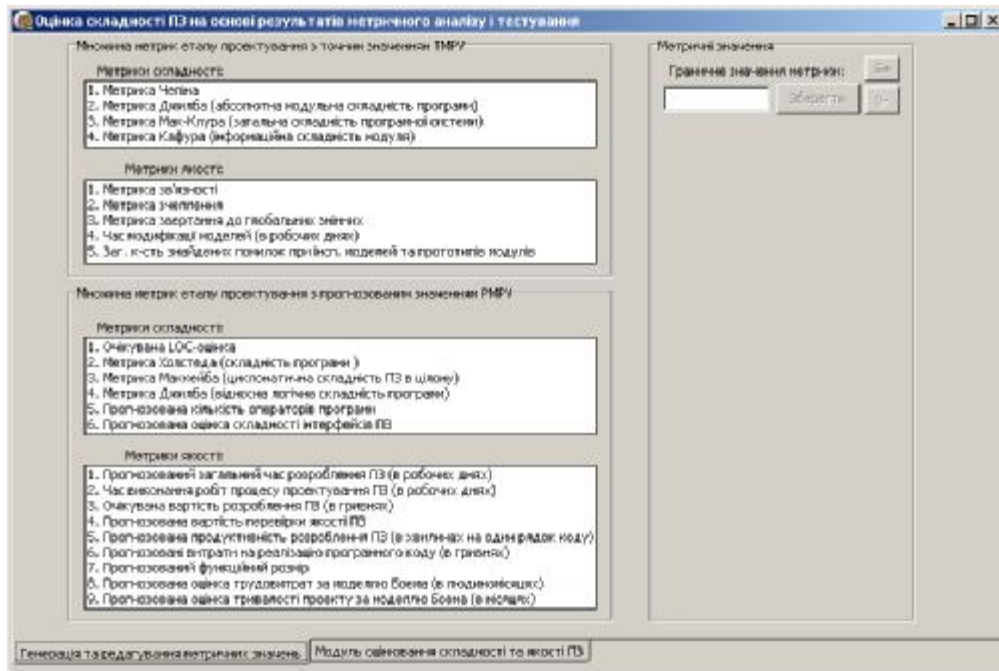 Оцінка складності ПЗ на основі результатів метричного аналізу і тестування
Множина метрик етапу проектування з точним значенням ТМРУ
Метрики складності:
1. Метрика Чепіна
2. Метрика Джилба (абсолютна модульна складність програми)
3. Метрика Мак-Клура (загальна складність програмної системи)
4. Метрика Кафура (інформаційна складність модуля)
Метрики якості:
1. Метрика зв'язності
2. Метрика зчеплення
3. Метрика звертання до глобальних змінних
4. Час модифікації моделей (в робочих днях)
5. Заг. к-сть знайдених помилок при інсп. моделей та прототипів модулів
Множина метрик етапу проектування з прогнозованим значенням РМРУ
Метрики складності:
1. Очікувана LOC-оцінка
2. Метрика Холстеда (складність програми )
3. Метрика Маккейба (цикломатична складність ПЗ в цілому)
4. Метрика Джилба (відносна логічна складність програми)
5. Прогнозована кількість операторів програми
6. Прогнозована оцінка складності інтерфейсів ПЗ
Метрики якості:
1. Прогнозований загальний час розроблення ПЗ (в робочих днях)
2. Час виконання робіт процесу проектування ПЗ (в робочих днях)
3. Очікувана вартість розроблення ПЗ (в гривнях)
4. Прогнозована вартість перевірки якості ПЗ
5. Прогнозована продуктивність розроблення ПЗ (в хвилинах на один рядок коду)
6. Прогнозовані витрати на реалізацію програмного коду (в гривнях)
7. Прогнозований функційний розмір
8. Прогнозована оцінка трудовитрат за моделлю Боема (в людиномісяцях)
9. Прогнозована оцінка тривалості проекту за моделлю Боема (в місяцях)
Метричні значення
Граничне значення метрики:
Зберегти
Генерація та редагування метричних значень
Модуль оцінювання складності та якості ПЗ